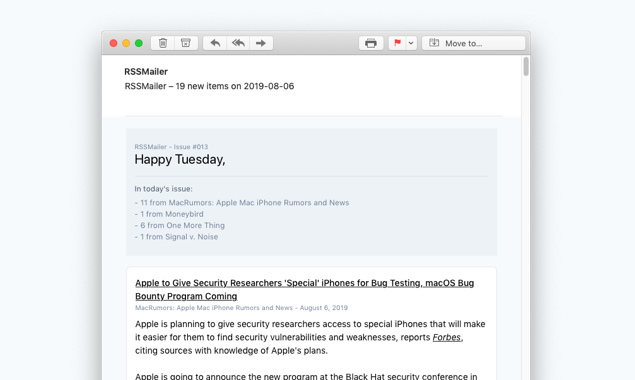 Move to...
RSSMailer
RSSMailer – 19 new items on 2019-08-06
RSSMailer - Issue #013
Happy Tuesday,
In today's issue:
- 11 from MacRumors: Apple Mac iPhone Rumors and News
- 1 from Moneybird
- 6 from One More Thing
- 1 from Signal v. Noise
Apple to Give Security Researchers 'Special' iPhones for Bug Testing, macOS Bug
Bounty Program Coming
MacRumors: Apple Mac iPhone Rumors and News - August 6, 2019
Apple is planning to give security researchers access to special iPhones that will make
it easier for them to find security vulnerabilities and weaknesses, reports Forbes,
citing sources with knowledge of Apple's plans.
Apple is going to announce the new program at the Black Hat security conference in